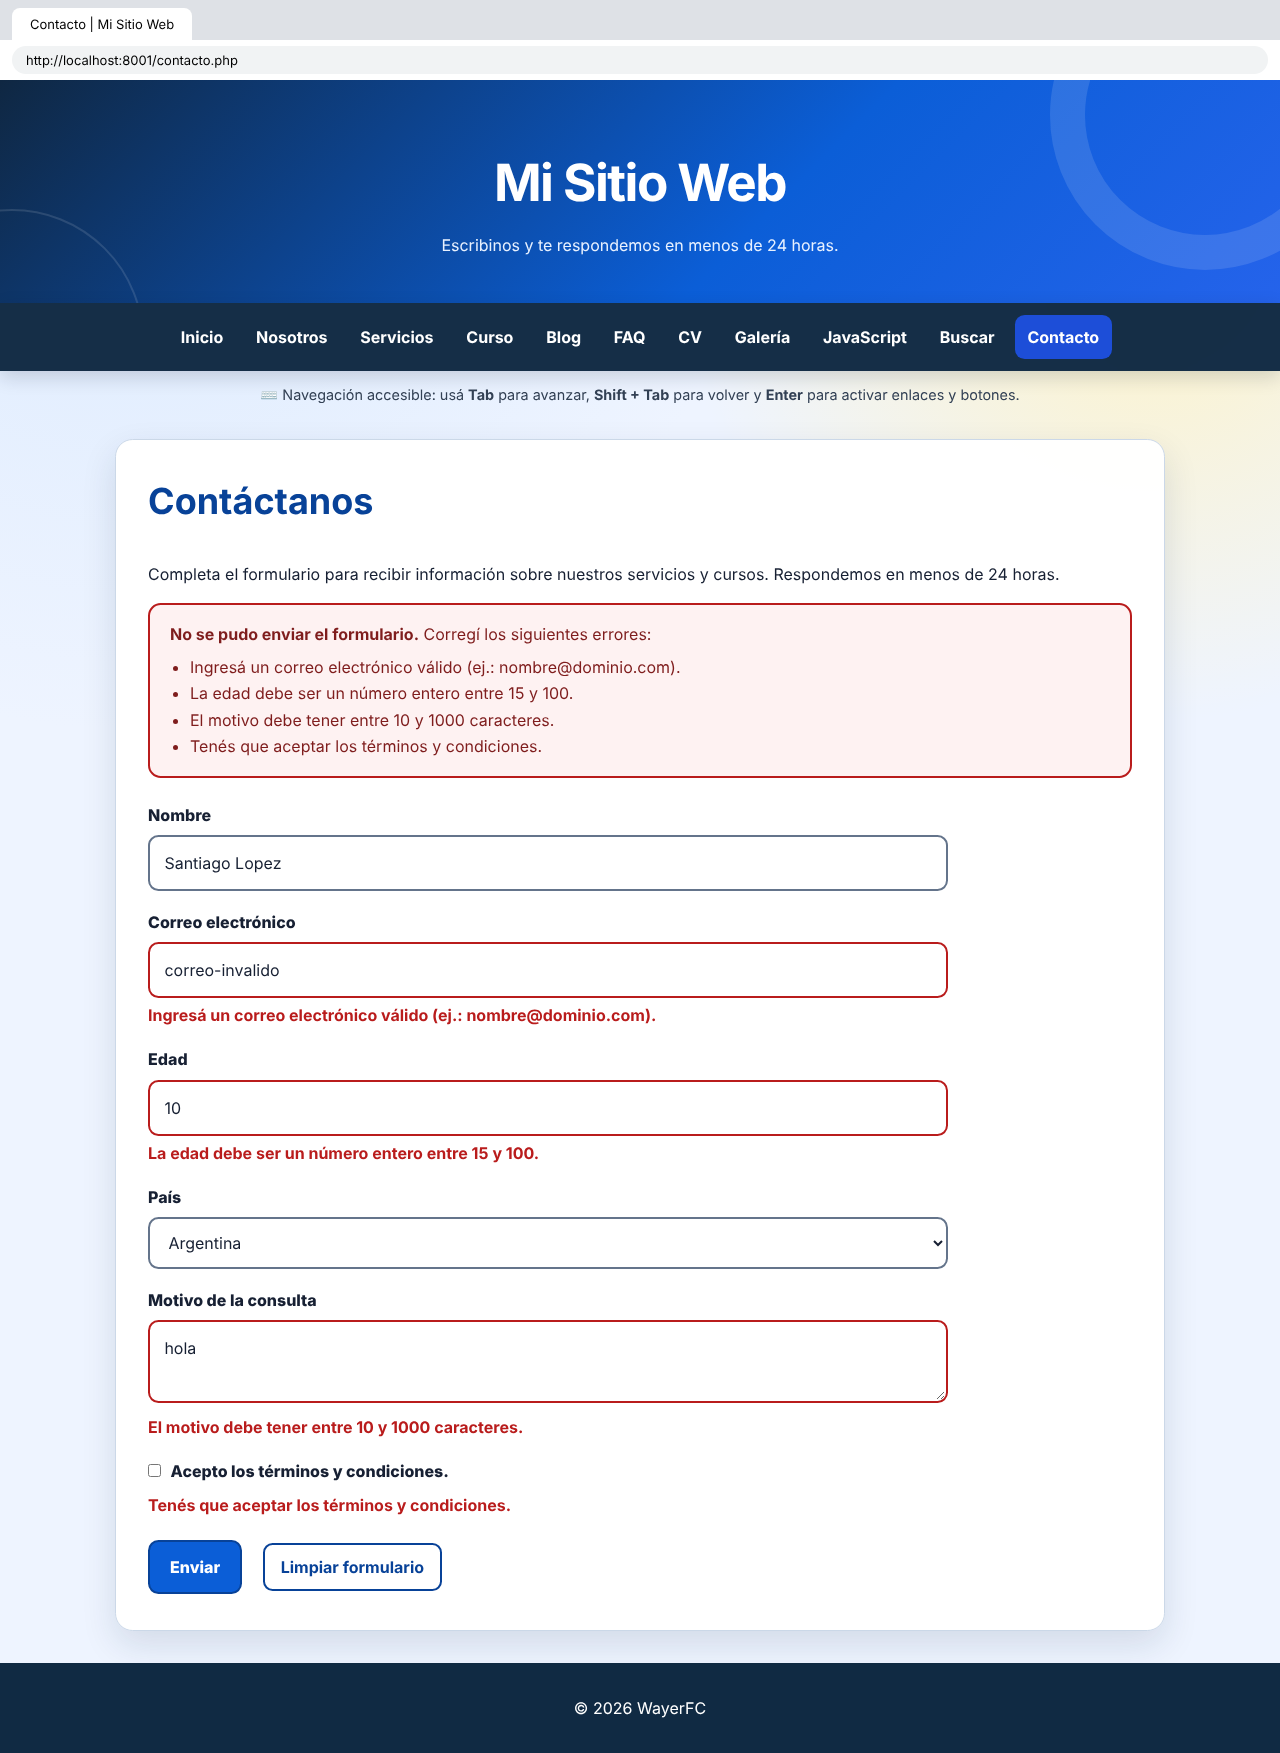 Contacto | Mi Sitio Web
http://localhost:8001/contacto.php
Mi Sitio Web
Escribinos y te respondemos en menos de 24 horas.
Inicio Nosotros Servicios Curso Blog FAQ CV Galería JavaScript Buscar Contacto
⌨️ Navegación accesible: usá Tab para avanzar, Shift + Tab para volver y Enter para activar enlaces y botones.
Contáctanos
Completa el formulario para recibir información sobre nuestros servicios y cursos. Respondemos en menos de 24 horas.
No se pudo enviar el formulario. Corregí los siguientes errores:
• Ingresá un correo electrónico válido (ej.: nombre@dominio.com).
• La edad debe ser un número entero entre 15 y 100.
• El motivo debe tener entre 10 y 1000 caracteres.
• Tenés que aceptar los términos y condiciones.
Nombre
Santiago Lopez
Correo electrónico
correo-invalido
Ingresá un correo electrónico válido (ej.: nombre@dominio.com).
Edad
10
La edad debe ser un número entero entre 15 y 100.
País
Argentina
Motivo de la consulta
hola
El motivo debe tener entre 10 y 1000 caracteres.
Acepto los términos y condiciones.
Tenés que aceptar los términos y condiciones.
Enviar Limpiar formulario
© 2026 WayerFC